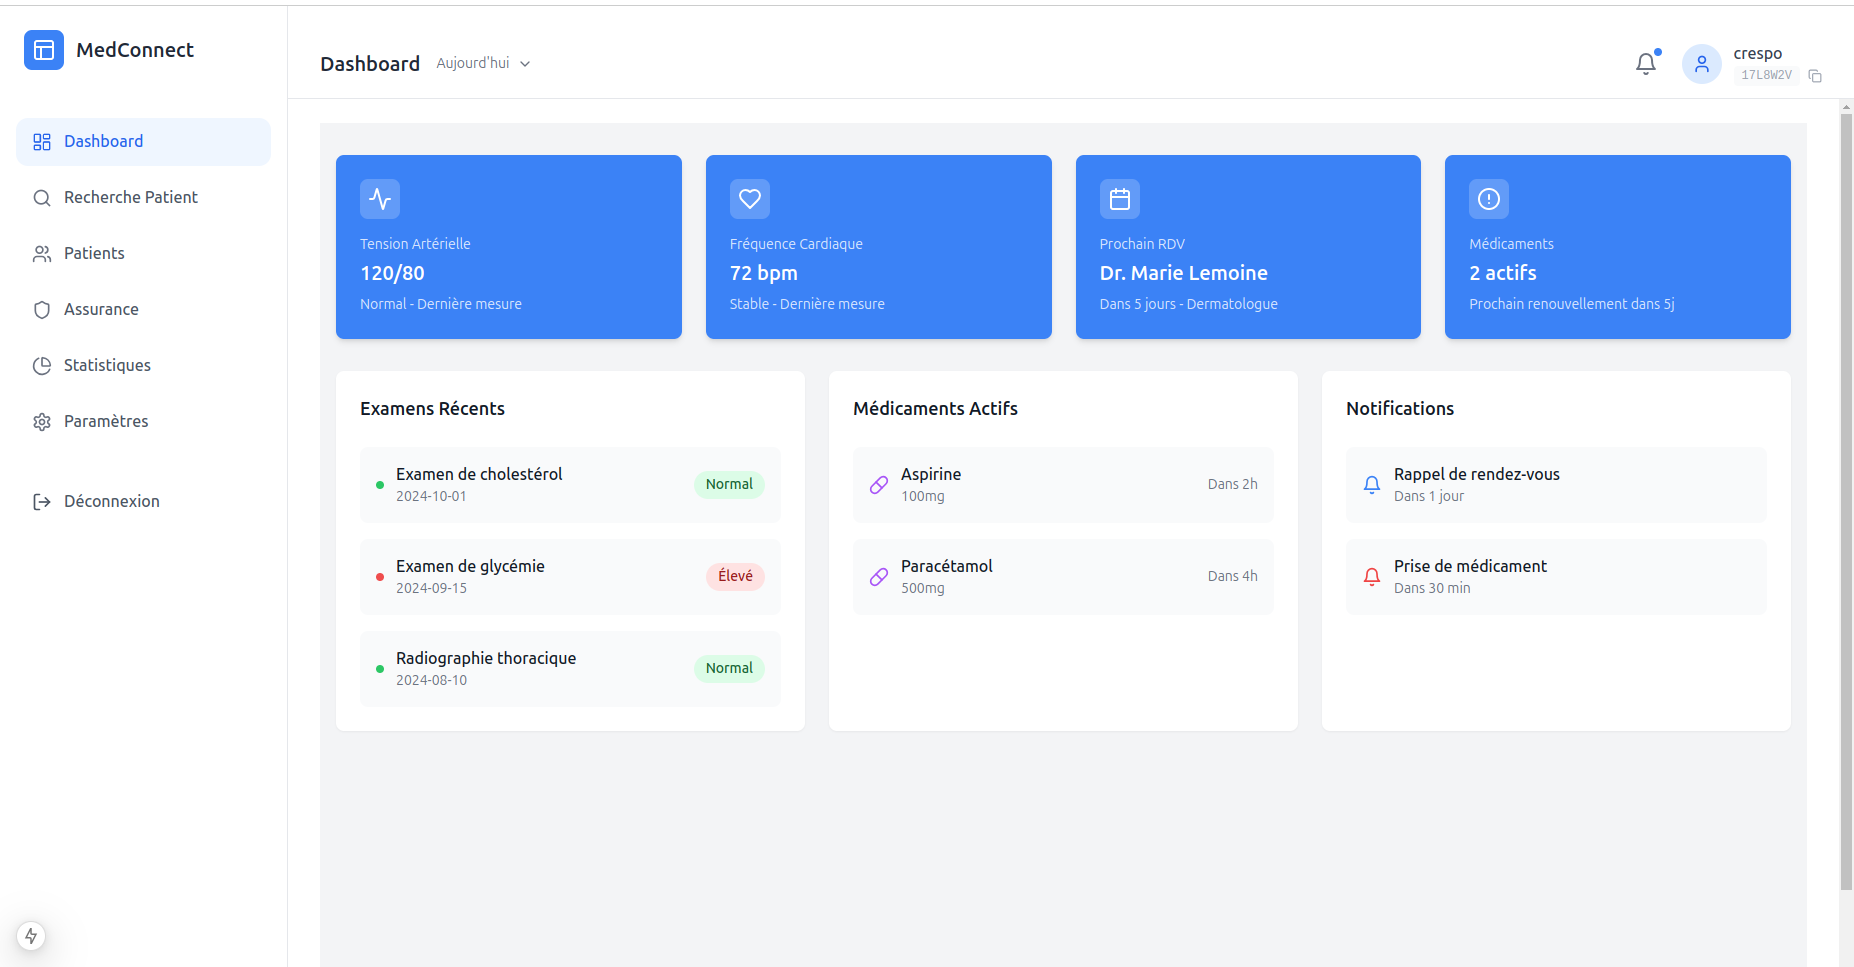 MedConnect
Dashboard
Recherche Patient
Patients
Assurance
Statistiques
Paramètres
Déconnexion
Dashboard Aujourd'hui
crespo
17L8W2V
Tension Artérielle
120/80
Normal - Dernière mesure
Fréquence Cardiaque
72 bpm
Stable - Dernière mesure
Prochain RDV
Dr. Marie Lemoine
Dans 5 jours - Dermatologue
Médicaments
2 actifs
Prochain renouvellement dans 5j
Examens Récents
Examen de cholestérol
2024-10-01
Normal
Examen de glycémie
2024-09-15
Élevé
Radiographie thoracique
2024-08-10
Normal
Médicaments Actifs
Aspirine
100mg
Dans 2h
Paracétamol
500mg
Dans 4h
Notifications
Rappel de rendez-vous
Dans 1 jour
Prise de médicament
Dans 30 min